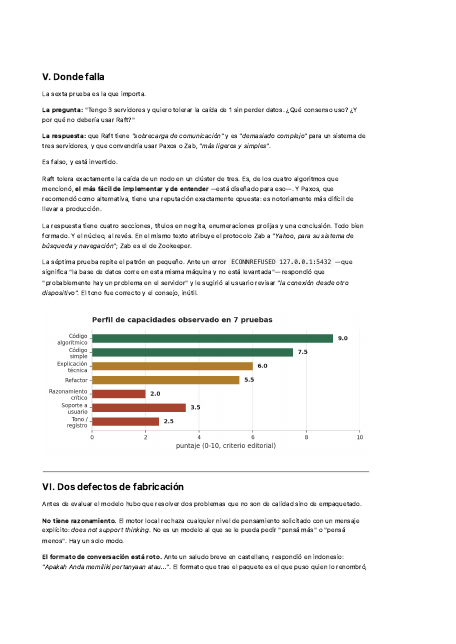 V. Donde falla
La sexta prueba es la que importa.
La pregunta: "Tengo 3 servidores y quiero tolerar la caída de 1 sin perder datos. ¿Qué consenso uso? ¿Y
por qué no debería usar Raft?"
La respuesta: que Raft tiene "sobrecarga de comunicación" y es "demasiado complejo" para un sistema de
tres servidores, y que convendría usar Paxos o Zab, "más ligeros y simples".
Es falso, y está invertido.
Raft tolera exactamente la caída de un nodo en un clúster de tres. Es, de los cuatro algoritmos que
mencionó, el más fácil de implementar y de entender —está diseñado para eso—. Y Paxos, que
recomendó como alternativa, tiene una reputación exactamente opuesta: es notoriamente más difícil de
llevar a producción.
La respuesta tiene cuatro secciones, títulos en negrita, enumeraciones prolijas y una conclusión. Todo bien
formado. Y el núcleo, al revés. En el mismo texto atribuye el protocolo Zab a "Yahoo, para su sistema de
búsqueda y navegación"; Zab es el de Zookeeper.
La séptima prueba repite el patrón en pequeño. Ante un error ECONNREFUSED 127.0.0.1:5432 —que
significa "la base de datos corre en esta misma máquina y no está levantada"— respondió que
"probablemente hay un problema en el servidor" y le sugirió al usuario revisar "la conexión desde otro
dispositivo". El tono fue correcto y el consejo, inútil.
Perfil de capacidades observado en 7 pruebas
Código
algorítmico
9.0
Código
simple
7.5
Explicación
técnica
6.0
Refactor
5.5
Razonamiento
crítico
2.0
Soporte a
usuario
3.5
Tono /
registro
2.5
0 2 4 6 8 10
puntaje (0-10, criterio editorial)
VI. Dos defectos de fabricación
Antes de evaluar el modelo hubo que resolver dos problemas que no son de calidad sino de empaquetado.
No tiene razonamiento. El motor local rechaza cualquier nivel de pensamiento solicitado con un mensaje
explícito: does not support thinking. No es un modelo al que se le pueda pedir "pensá más" o "pensá
menos". Hay un solo modo.
El formato de conversación está roto. Ante un saludo breve en castellano, respondió en indonesio:
"Apakah Anda memiliki pertanyaan atau...". El formato que trae el paquete es el que puso quien lo renombró,